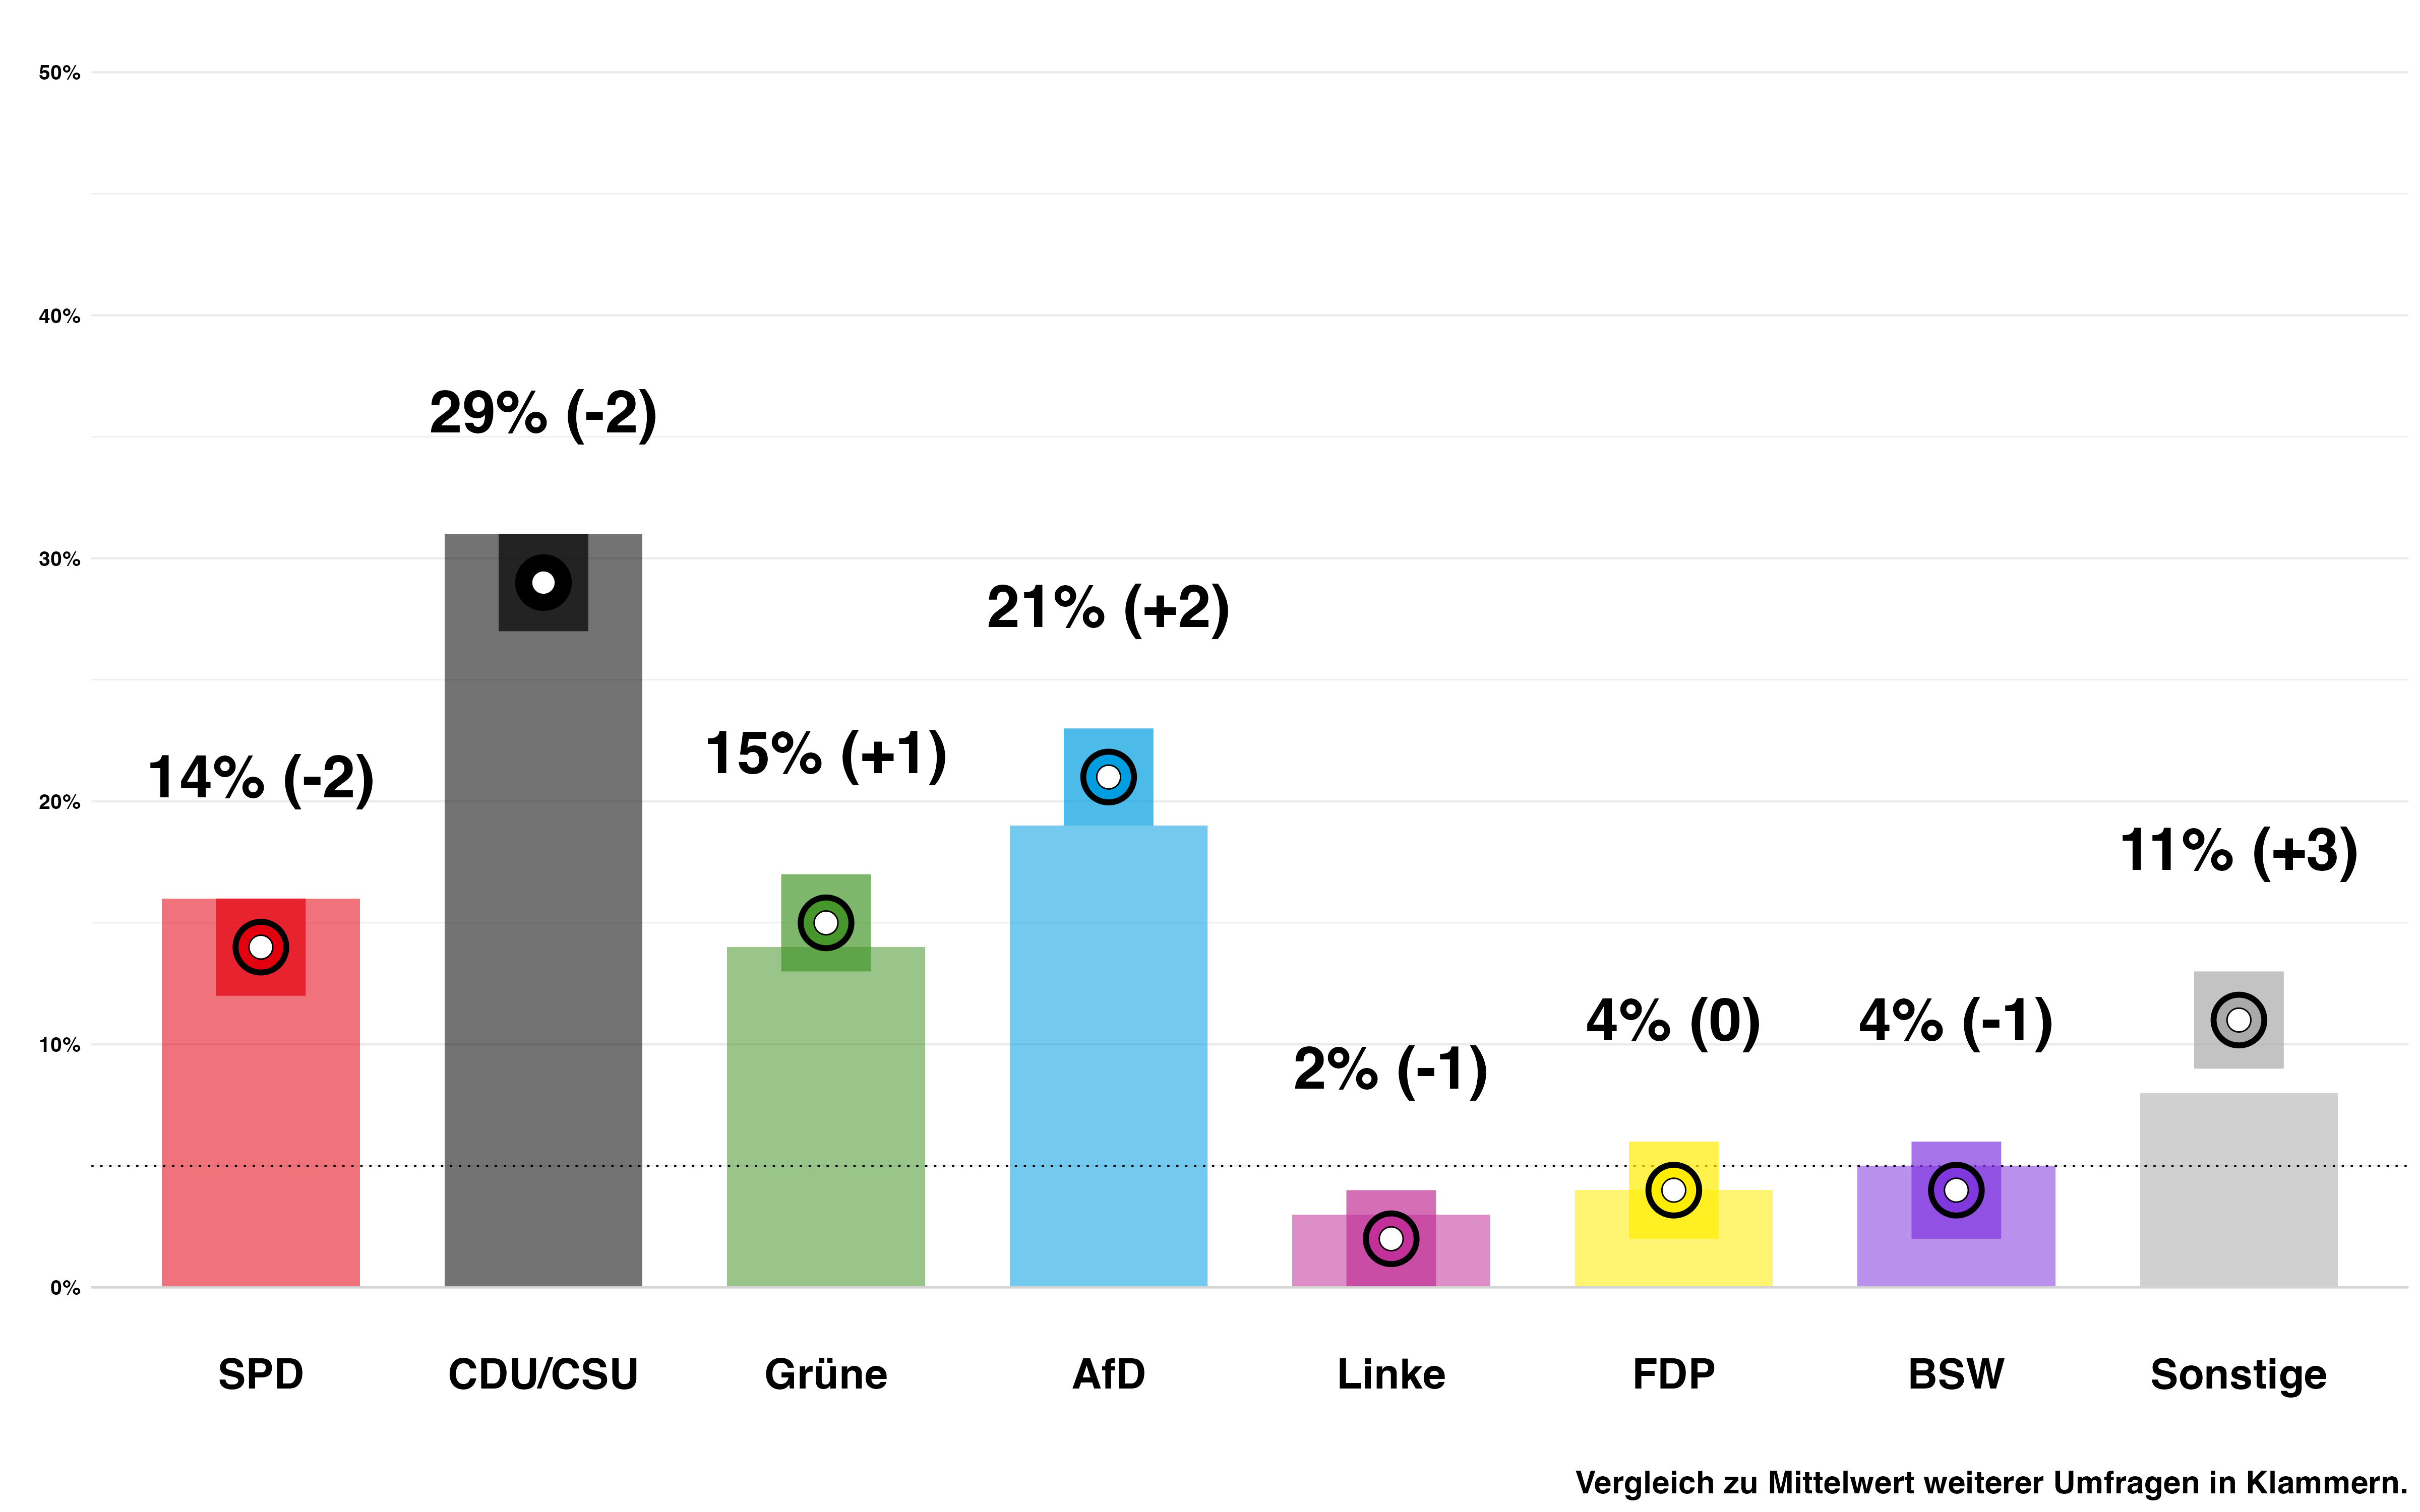 50%
40%
30%
20%
10%
0%
14% (-2)
29% (-2)
15% (+1)
21% (+2)
2% (-1)
4% (0)
4% (-1)
11% (+3)
SPD
CDU/CSU
Grüne
AfD
Linke
FDP
BSW
Sonstige
Vergleich zu Mittelwert weiterer Umfragen in Klammern.